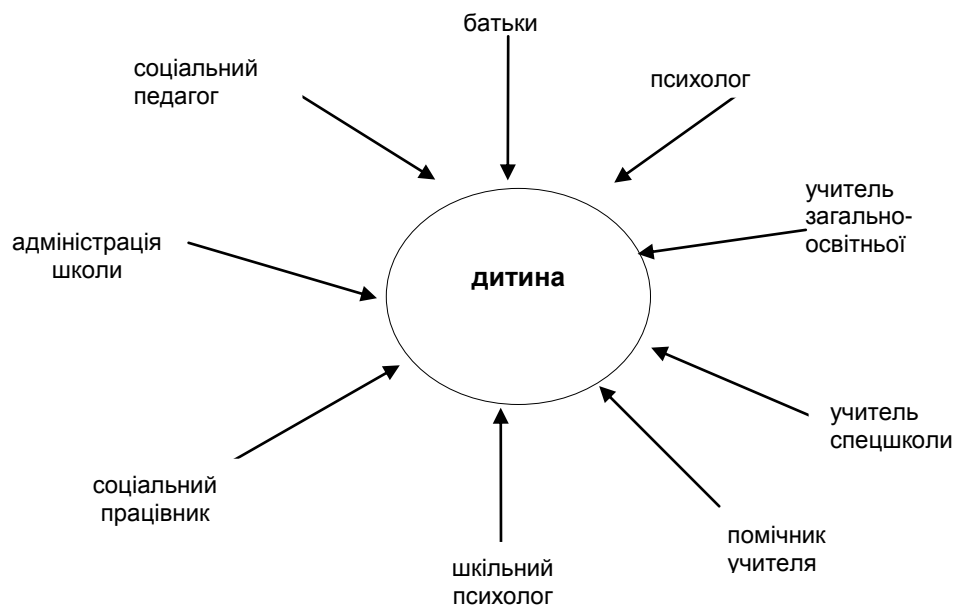 батьки
соціальний
педагог
психолог
учитель
загально-
освітньої
адміністрація
школи
дитина
учитель
спецшколи
соціальний
працівник
помічник
учителя
шкільний
психолог